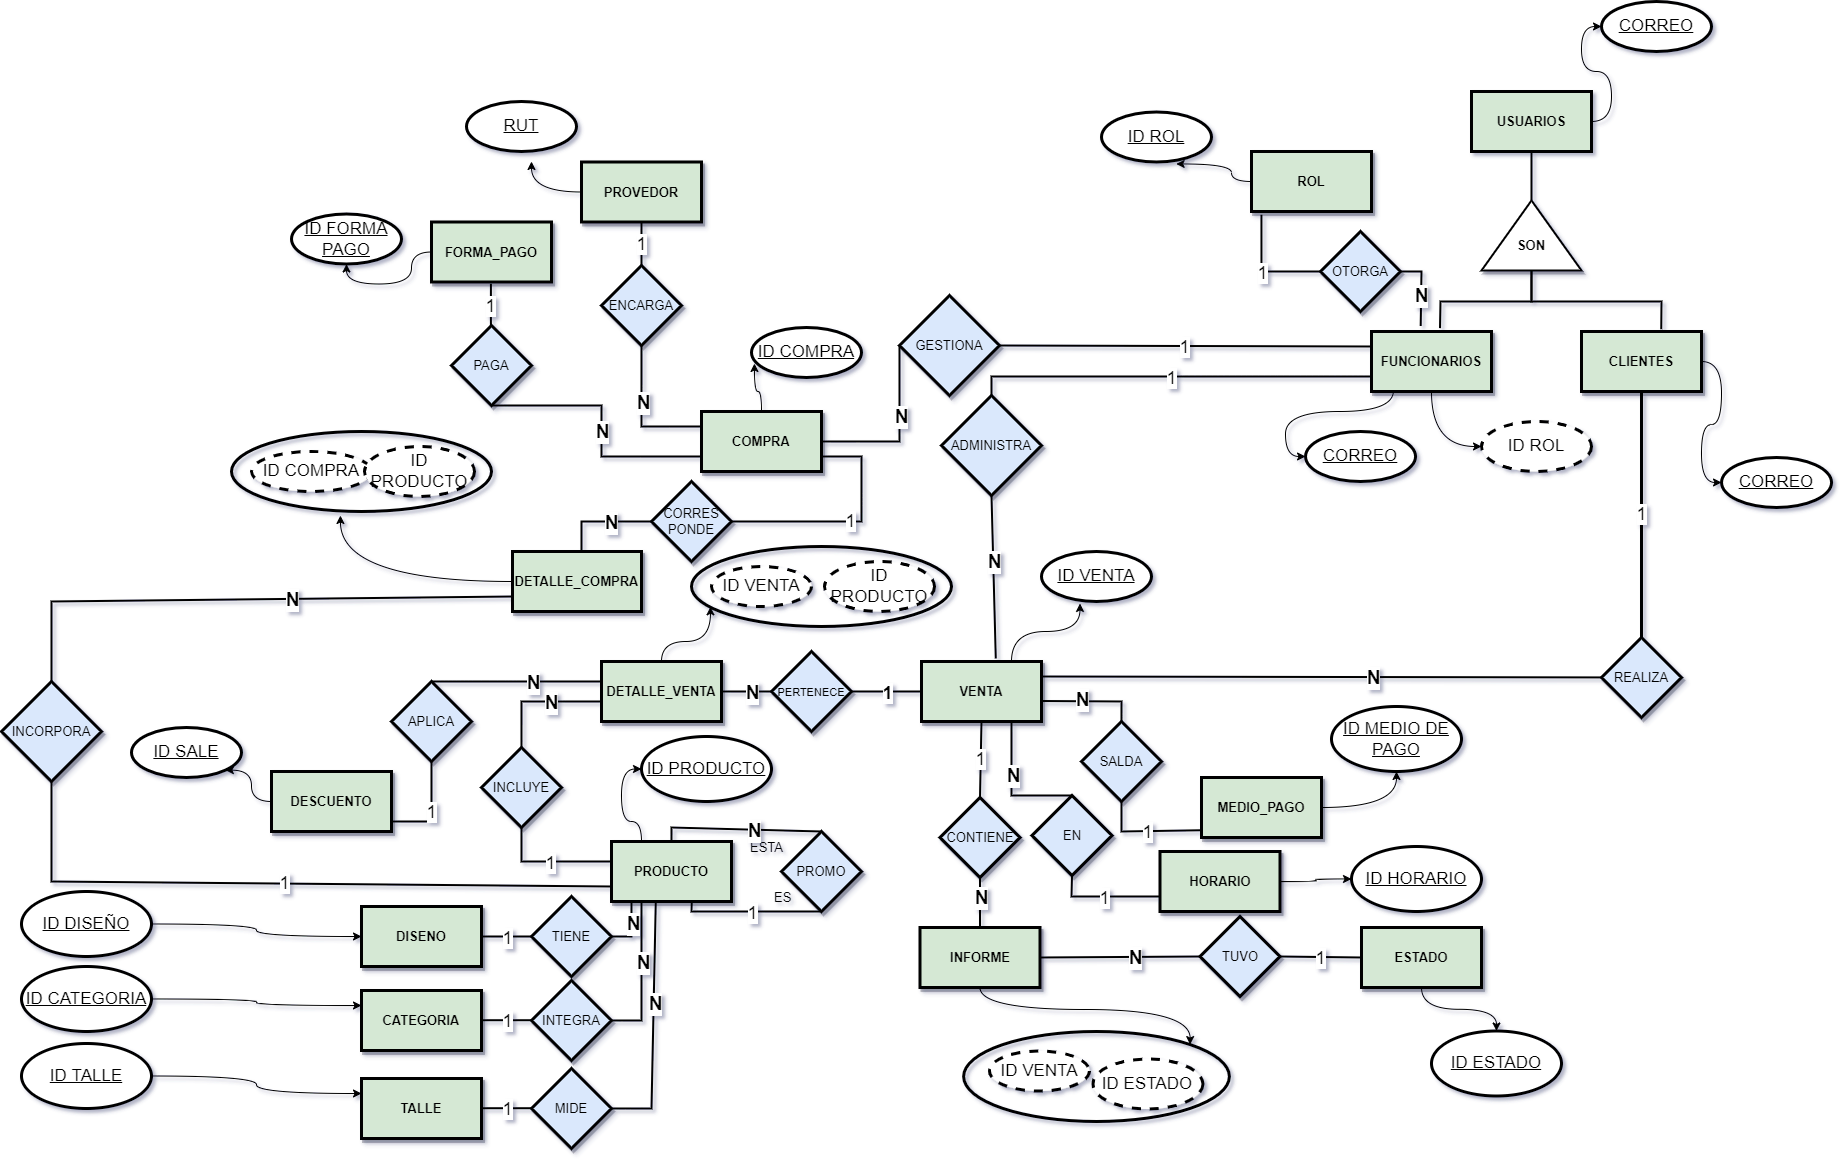 CORREO
USUARIOS
RUT
ID ROL
ROL
PROVEDOR
ID FORMA
PAGO
FORMA_PAGO
SON
1
ENCARGA
1
OTORGA
N
1
PAGA
ID COMPRA
GESTIONA
1
FUNCIONARIOS
CLIENTES
1
N
N
N
COMPRA
ADMINISTRA
CORREO
ID ROL
CORREO
ID COMPRA
ID
PRODUCTO
CORRES
PONDE
N
1
1
DETALLE_COMPRA
N
ID VENTA
ID
PRODUCTO
N
ID VENTA
N
DETALLE_VENTA
N
PERTENECE
1
VENTA
N
REALIZA
APLICA
N
N
INCORPORA
ID SALE
DESCUENTO
1
INCLUYE
ID PRODUCTO
1
N
SALDA
ID MEDIO DE
PAGO
MEDIO_PAGO
1
CONTIENE
N
EN
1
HORARIO
ID HORARIO
1
PRODUCTO
N
ESTA
PROMO
ES
1
1
ID DISEÑO
DISENO
1
TIENE
N
N
INFORME
N
TUVO
1
ESTADO
ID CATEGORIA
CATEGORIA
1
INTEGRA
N
N
ID TALLE
TALLE
1
MIDE
ID VENTA
ID ESTADO
ID ESTADO